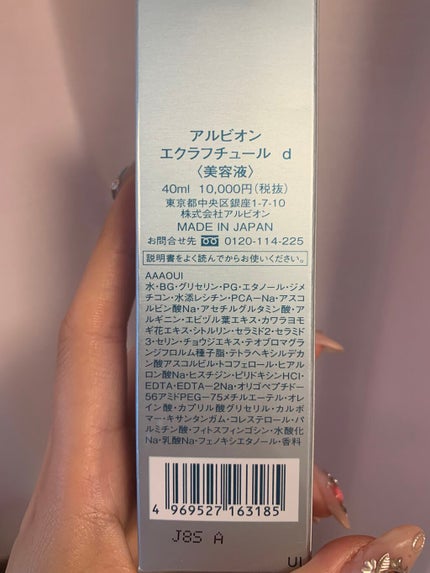 アルビオン
エクラフチュール d
〈美容液〉
40ml 10,000円(税抜)
東京都中央区銀座1-7-10
株式会社アルビオン
MADE IN JAPAN
お問合せ先 0120-114-225
説明書をよく読んでからお使いください。
AAAOUI
水・BG・グリセリン・PG・エタノール・ジメ
チコン・水添レシチン・PCA-Na・アスコ
ルビン酸Na・アセチルグルタミン酸・ア
ルギニン・エビヅル葉エキス・カワラヨモ
ギ花エキス・シトルリン・セラミド2・セラミド
3・セリン・チョウジエキス・テオブロマグ
ランジフロルム種子脂・テトラヘキシルデカ
ン酸アスコルビル・トコフェロール・ヒアル
ロン酸Na・ヒスチジン・ピリドキシンHCl・
EDTA・EDTA-2Na・オリゴペプチド-
56アミドPEG-75メチルエーテル・オレ
イン酸・カプリル酸グリセリル・カルボ
マー・キサンタンガム・コレステロール・パ
ルミチン酸・フィトスフィンゴシン・水酸化
Na・乳酸Na・フェノキシエタノール・香料
4 969527 163185
J85 A
UI